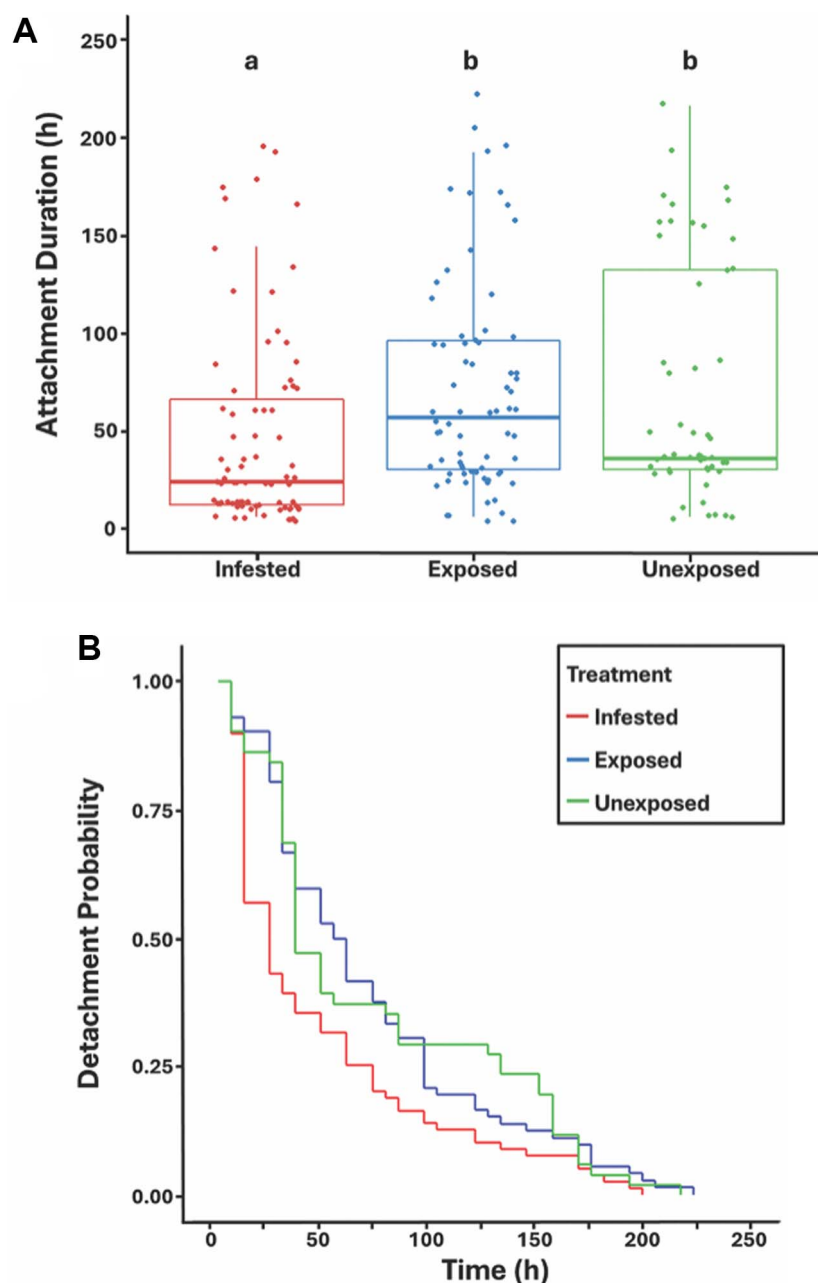 A
250
200
150
100
50
0
Attachment Duration (h)
a
b
b
Infested
Exposed
Unexposed
B
1.00
0.75
0.50
0.25
0.00
Detachment Probability
Treatment
Infested
Exposed
Unexposed
0
50
100
150
200
250
Time (h)